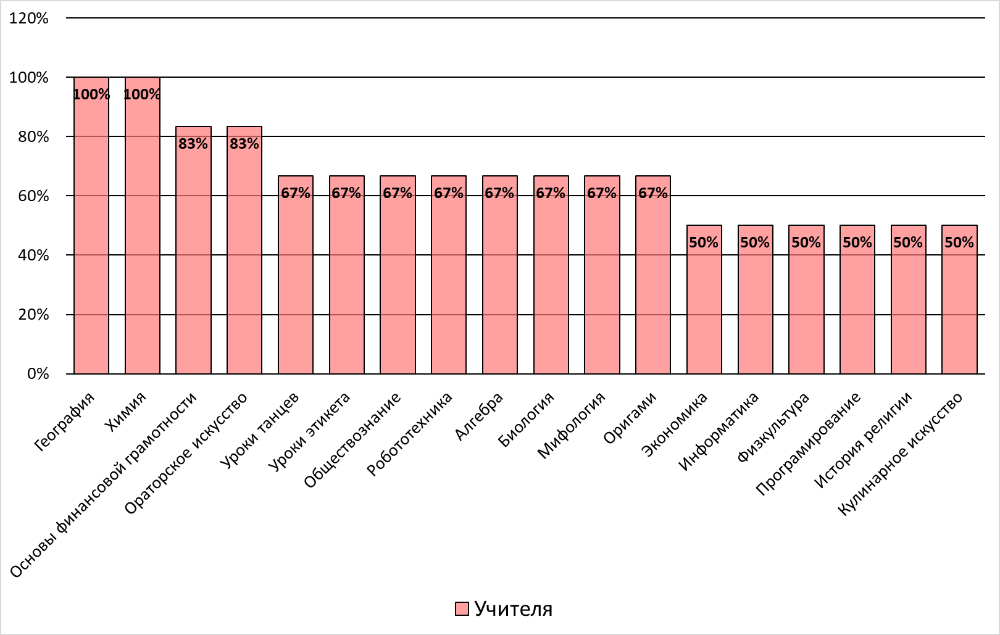 120%
100%
80%
60%
40%
20%
0%
100%
100%
83%
83%
67%
67%
67%
67%
67%
67%
67%
67%
50%
50%
50%
50%
50%
50%
География
Химия
Основы финансовой грамотности
Ораторское искусство
Уроки танцев
Уроки этикета
Обществознание
Робототехника
Алгебра
Биология
Мифология
Оригами
Экономика
Информатика
Физкультура
Програмирование
История религии
Кулинарное искусство
Учителя